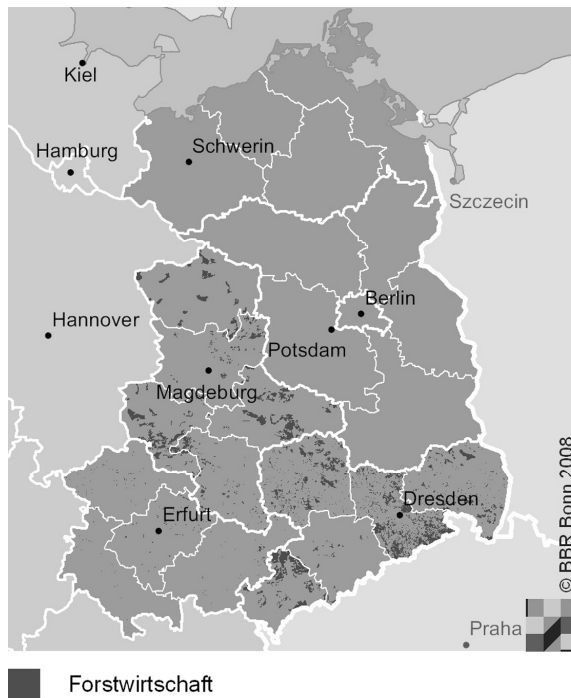 Kiel
Hamburg
Schwerin
Szczecin
Hannover
Berlin
Potsdam
Magdeburg
Dresden
Erfurt
Praha
© BBR Bonn 2008
Forstwirtschaft